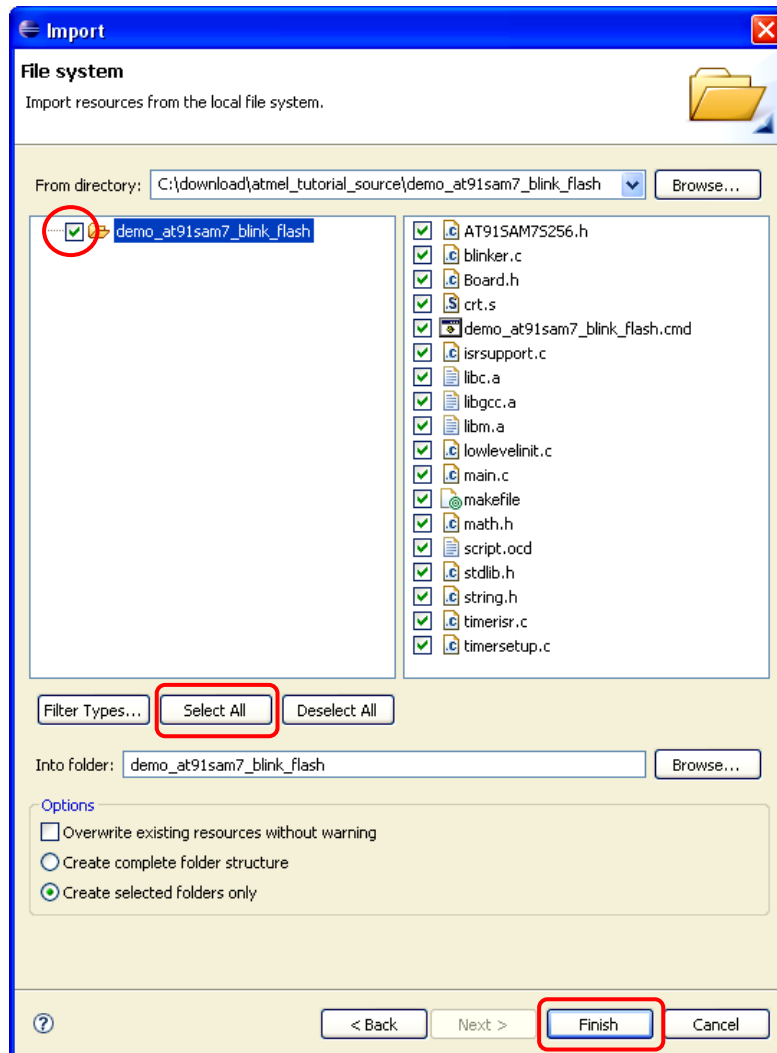 Import
File system
Import resources from the local file system.
From directory: C:\download\atmel_tutorial_source\demo_at91sam7_blink_flash Browse...
demo_at91sam7_blink_flash
.c AT91SAM7S256.h
.c blinker.c
.c Board.h
.S crt.s
demo_at91sam7_blink_flash.cmd
.c isrsupport.c
libc.a
libgcc.a
libm.a
.c lowlevelinit.c
.c main.c
makefile
.c math.h
script.ocd
.c stdlib.h
.c string.h
.c timerisr.c
.c timersetup.c
Filter Types... Select All Deselect All
Into folder: demo_at91sam7_blink_flash Browse...
Options
Overwrite existing resources without warning
Create complete folder structure
Create selected folders only
? < Back Next > Finish Cancel